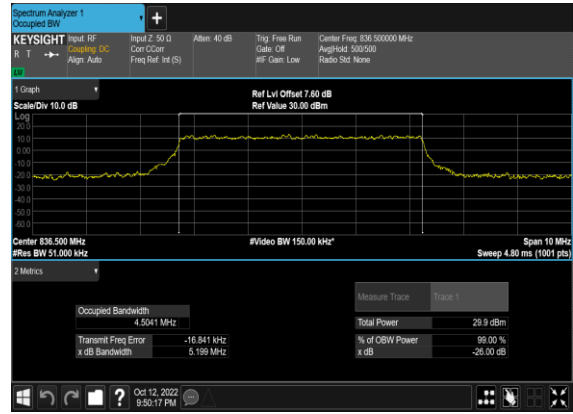 Spectrum Analyzer 1
Occupied BW
+
KEYSIGHT Input: RF
R T
Coupling: DC
Align: Auto
LW
Input Z: 50 Ω
Corr CCorr
Freq Ref: Int (S)
Atten: 40 dB
Trig: Free Run
Gate: Off
#IF Gain: Low
Center Freq: 836.500000 MHz
Avg|Hold: 500/500
Radio Std: None
1 Graph
Scale/Div 10.0 dB
Ref Lvl Offset 7.60 dB
Ref Value 30.00 dBm
Log
20.0
10.0
0.00
-10.0
-20.0
-30.0
-40.0
-50.0
-60.0
Center 836.500 MHz
#Res BW 51.000 kHz
#Video BW 150.00 kHz*
Span 10 MHz
Sweep 4.80 ms (1001 pts)
2 Metrics
Measure Trace Trace 1
Occupied Bandwidth
4.5041 MHz
Total Power 29.9 dBm
Transmit Freq Error -16.841 kHz
% of OBW Power 99.00 %
x dB Bandwidth 5.199 MHz
x dB -26.00 dB
?
Oct 12, 2022
9:50:17 PM